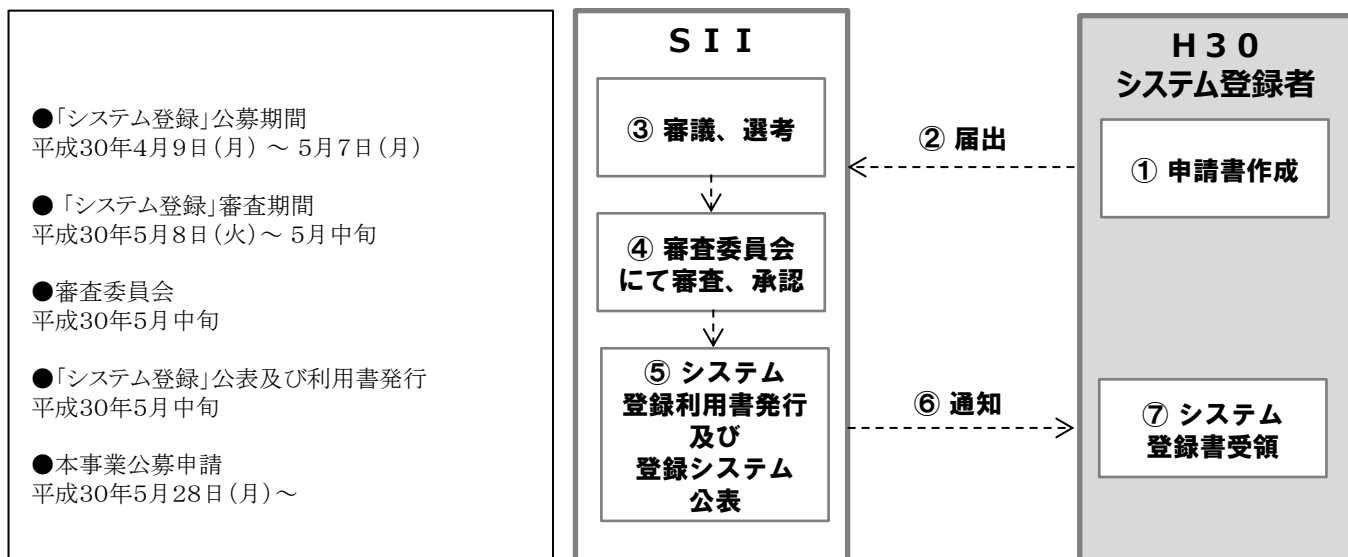 ●「システム登録」公募期間
平成30年4月9日(月) ～ 5月7日(月)
● 「システム登録」審査期間
平成30年5月8日(火)～ 5月中旬
●審査委員会
平成30年5月中旬
●「システム登録」公表及び利用書発行
平成30年5月中旬
●本事業公募申請
平成30年5月28日(月)～
ＳＩＩ
③ 審議、選考
④ 審査委員会
にて審査、承認
⑤ システム
登録利用書発行
及び
登録システム
公表
② 届出
⑥ 通知
Ｈ３０
システム登録者
① 申請書作成
⑦ システム
登録書受領